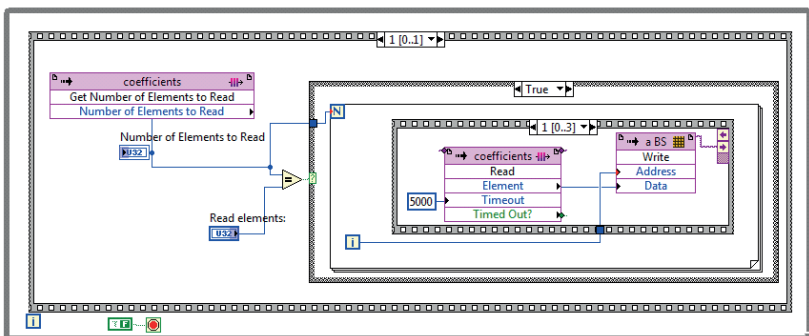 1 [0..1]
coefficients
Get Number of Elements to Read
Number of Elements to Read
True
N
1 [0..3]
Number of Elements to Read
U32
coefficients
a BS
Read
Write
Element
Address
=
?
5000
Timeout
Data
Read elements:
Timed Out?
U32
i
i
F